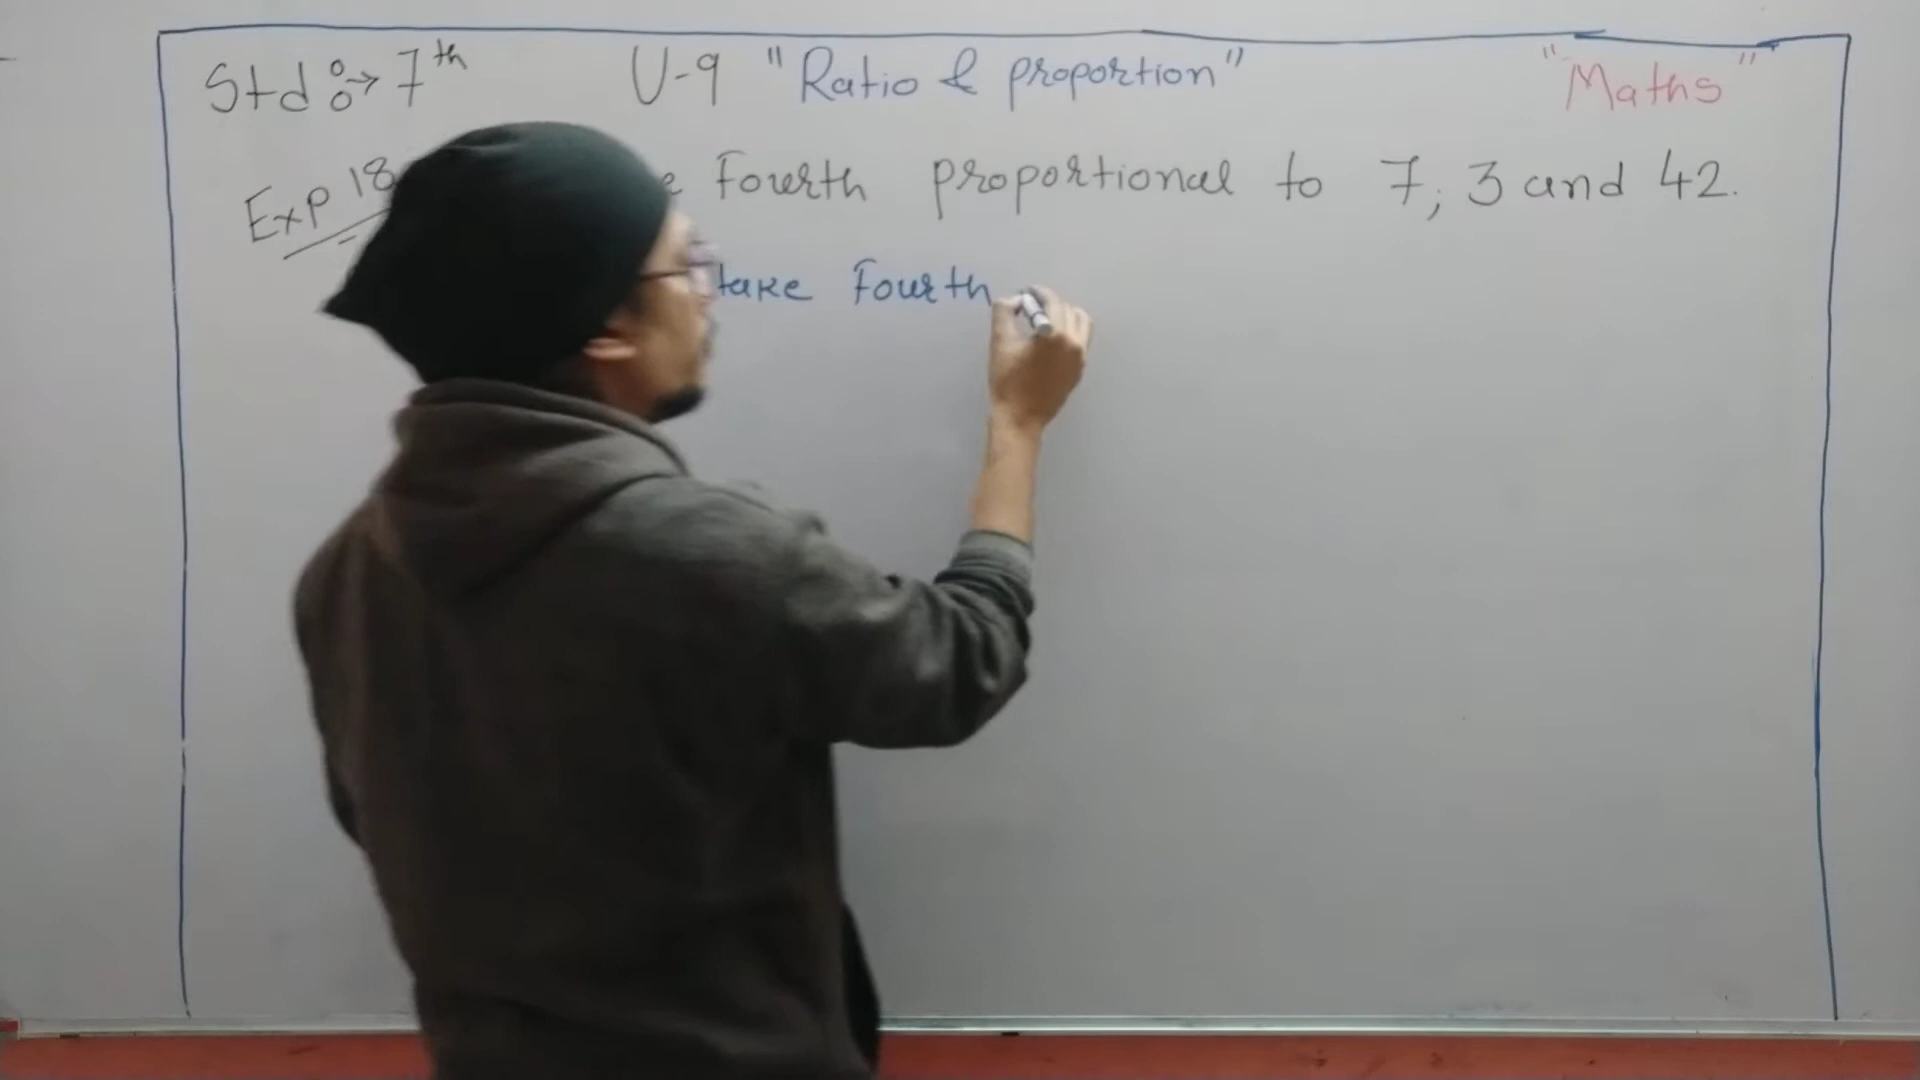 Std :→ 7th U-9 "Ratio & proportion" "Maths"
Exp 18 Fourth proportional to 7, 3 and 42.
take Fourth